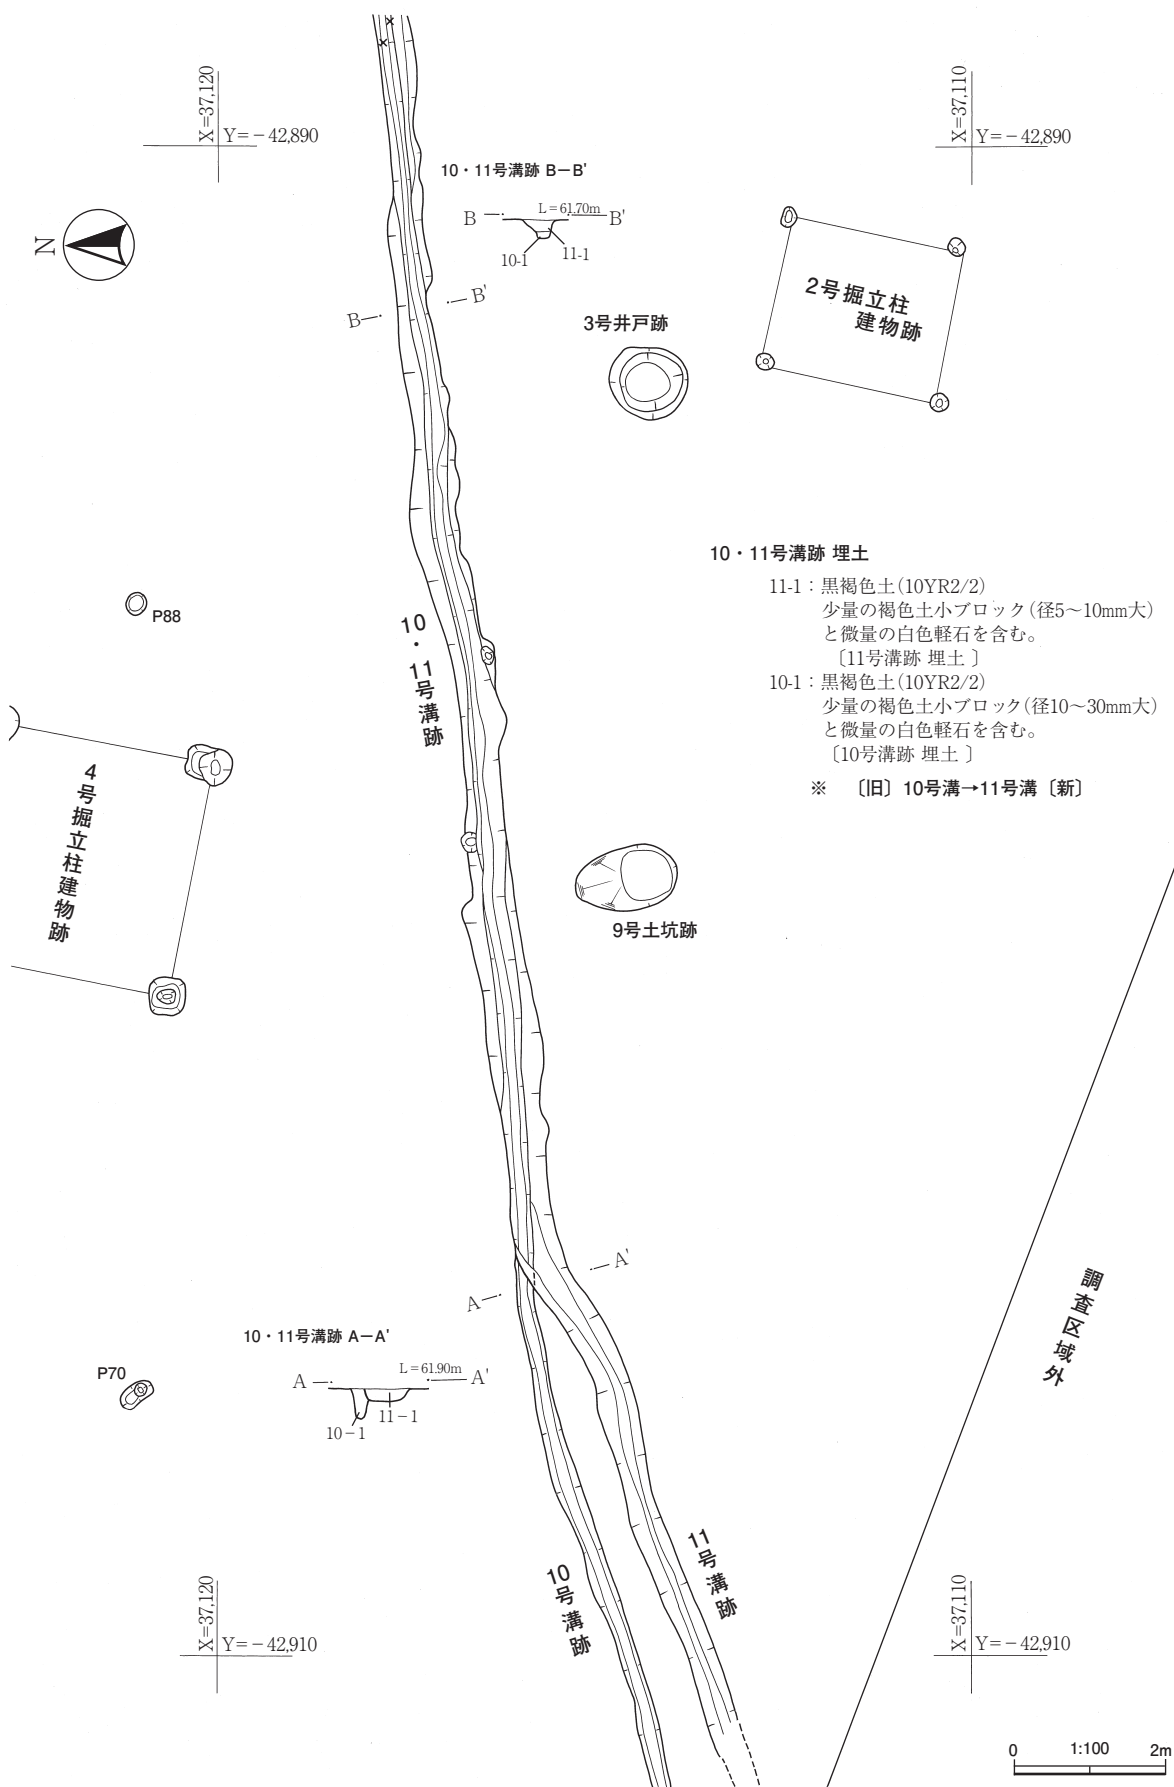 X=37,120
Y=−42,890
X=37,110
Y=−42,890
10・11号溝跡 B−B'
B
L=61.70m
B'
10-1
11-1
N
2号掘立柱
建物跡
B
B'
3号井戸跡
10・11号溝跡 埋土
11-1：黒褐色土(10YR2/2)
少量の褐色土小ブロック(径5〜10mm大)
と微量の白色軽石を含む。
〔11号溝跡 埋土 〕
10-1：黒褐色土(10YR2/2)
少量の褐色土小ブロック(径10〜30mm大)
と微量の白色軽石を含む。
〔10号溝跡 埋土 〕
※　〔旧〕10号溝→11号溝〔新〕
P88
10・11号溝跡
4号掘立柱建物跡
9号土坑跡
A
A'
調査区域外
10・11号溝跡 A−A'
A
L=61.90m
A'
10−1
11−1
P70
11号溝跡
10号溝跡
X=37,120
Y=−42,910
X=37,110
Y=−42,910
0
1:100
2m